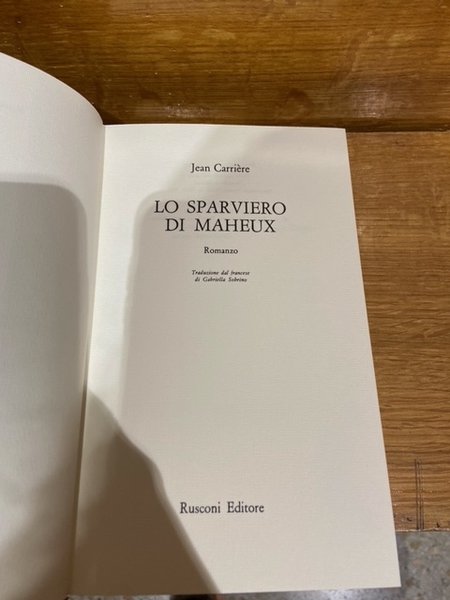 Jean Carrière
LO SPARVIERO
DI MAHEUX
Romanzo
Traduzione dal francese
di Gabriella Sobrino
Rusconi Editore